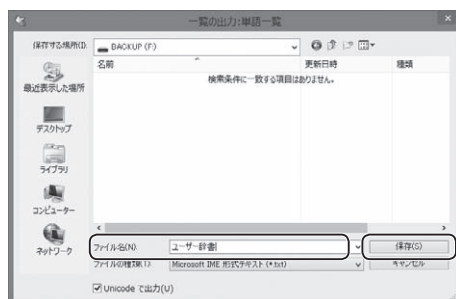 一覧の出力:単語一覧
保存する場所(I):
BACKUP (F:)
名前
更新日時
種類
検索条件に一致する項目はありません。
最近表示した場所
デスクトップ
ライブラリ
コンピューター
ネットワーク
ファイル名(N):
ユーザー辞書
保存(S)
ファイルの種類(T):
Microsoft IME 形式テキスト (*.txt)
キャンセル
Unicode で出力(U)